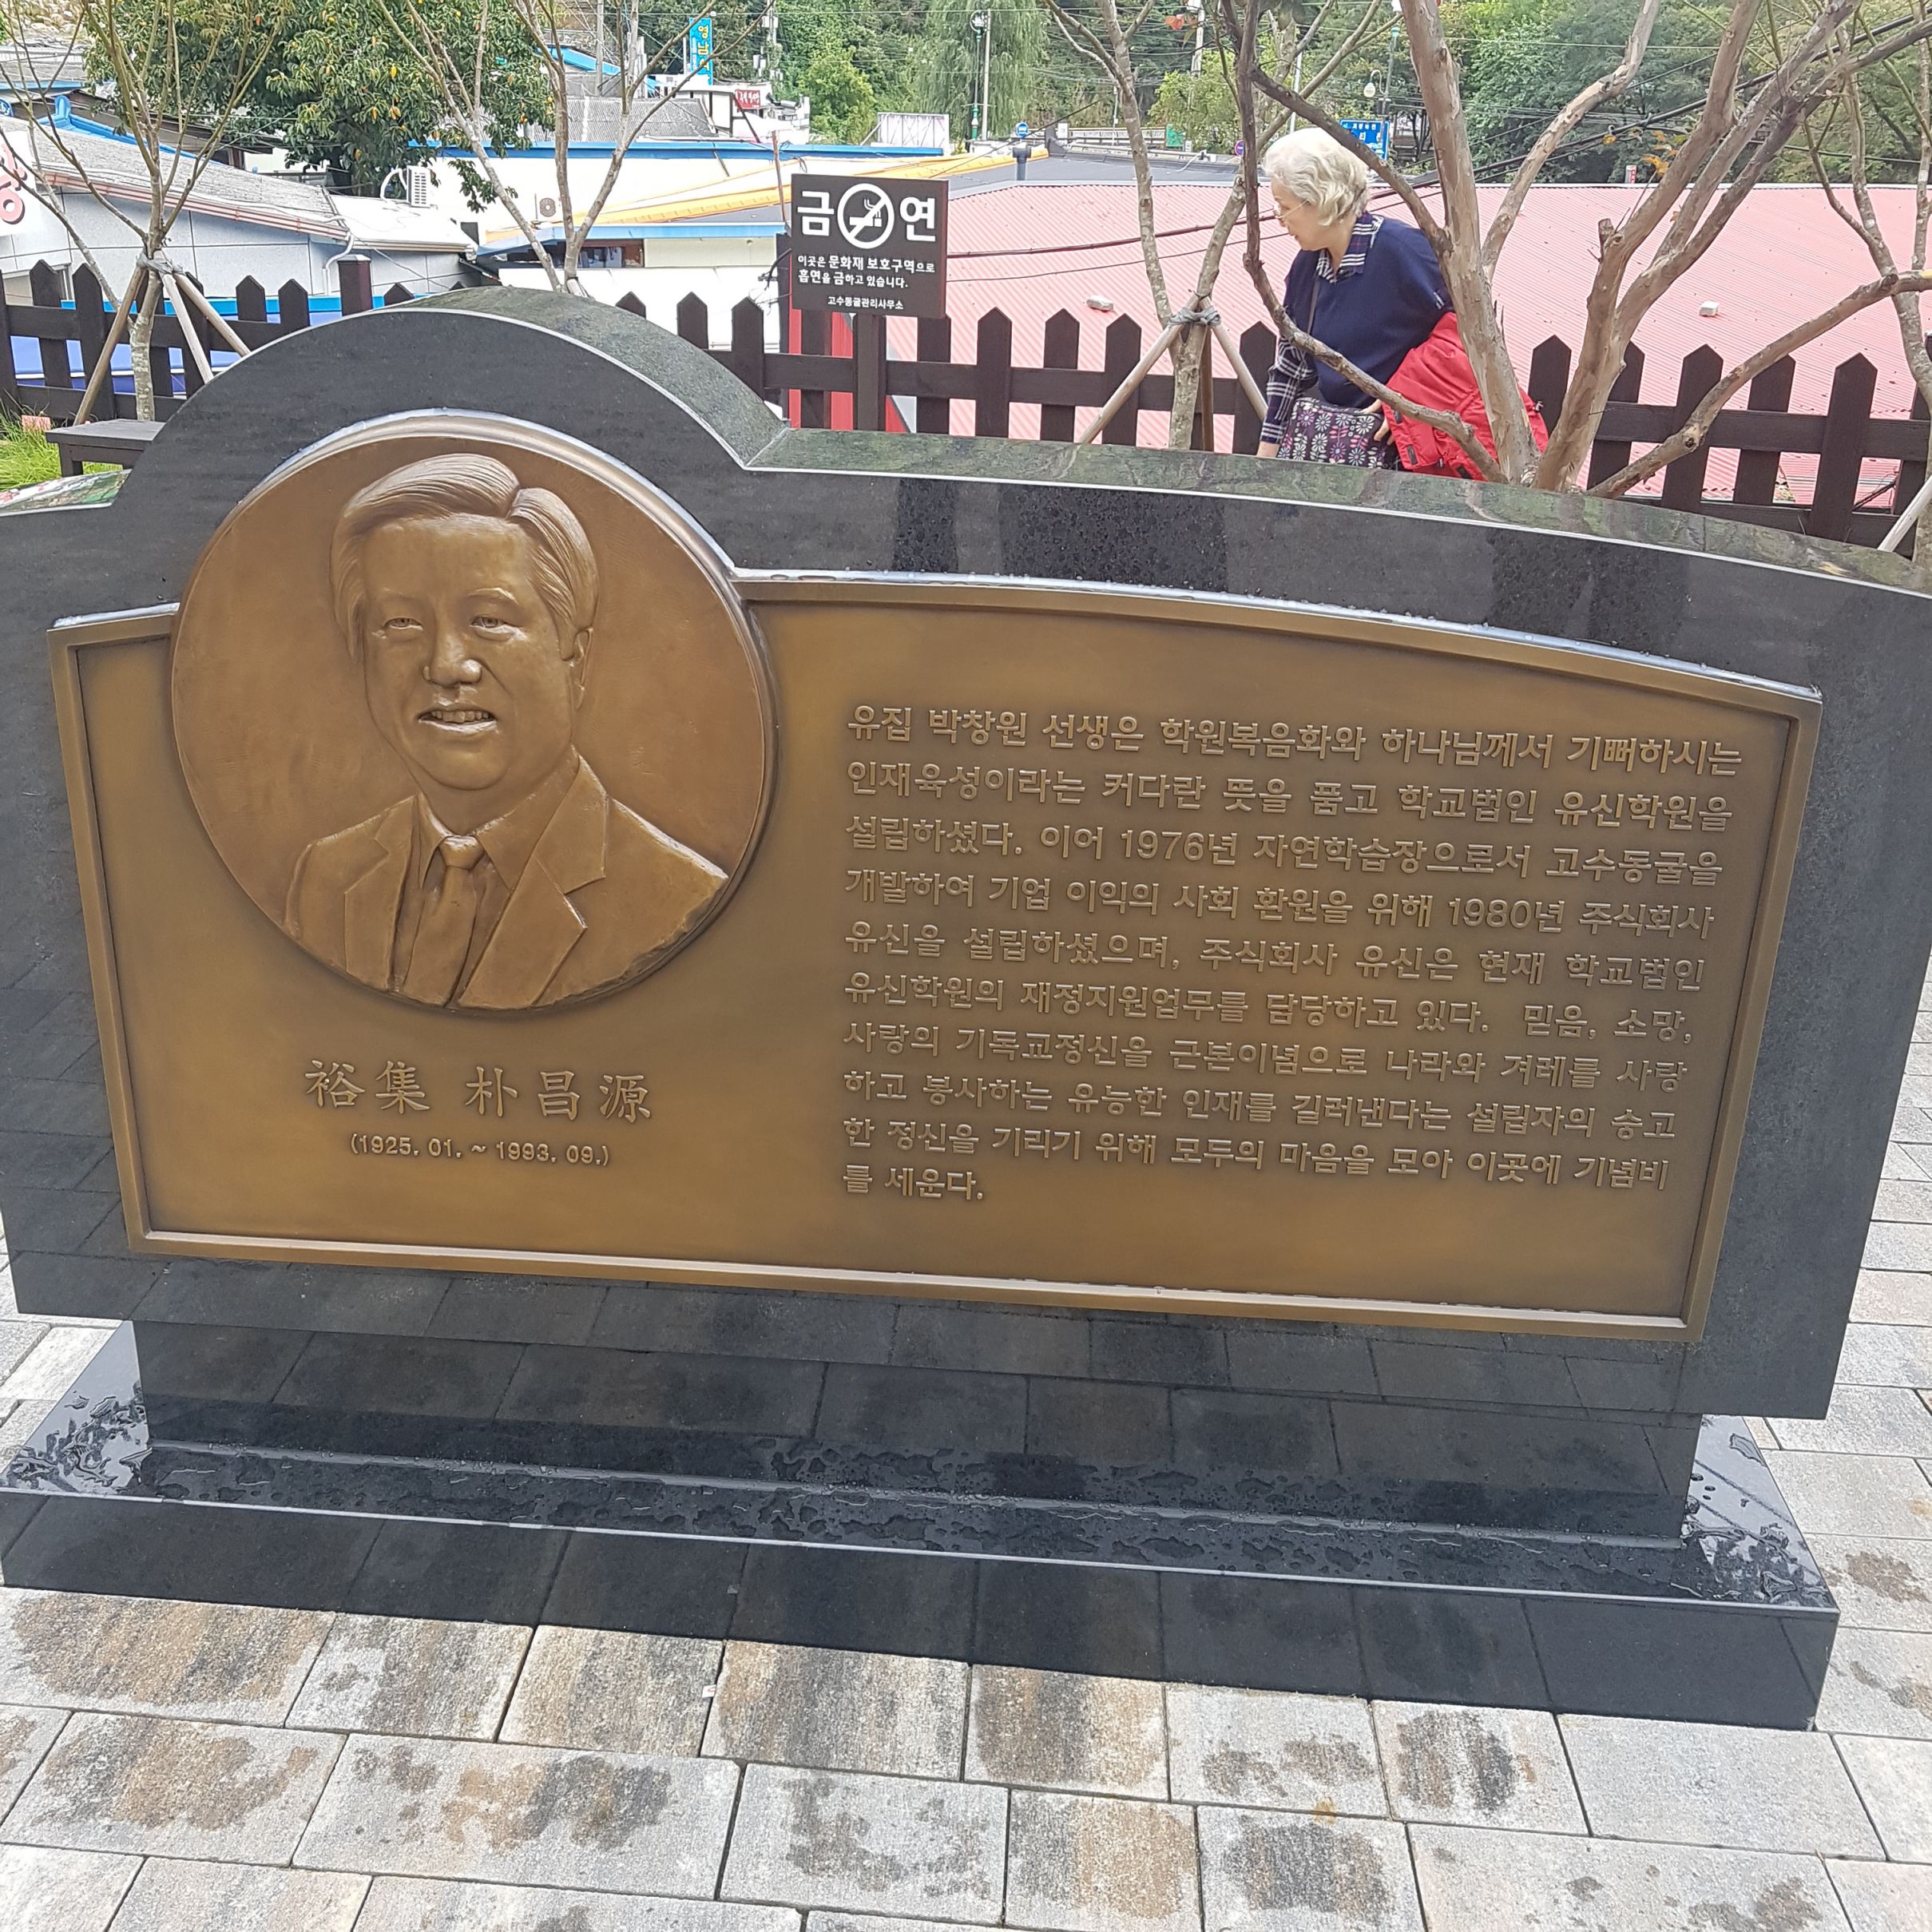 금연
이곳은 문화재 보호구역으로
흡연을 금하고 있습니다.
고수동굴관리사무소
유집 박창원 선생은 학원복음화와 하나님께서 기뻐하시는
인재육성이라는 커다란 뜻을 품고 학교법인 유신학원을
설립하셨다. 이어 1976년 자연학습장으로서 고수동굴을
개발하여 기업 이익의 사회 환원을 위해 1980년 주식회사
유신을 설립하셨으며, 주식회사 유신은 현재 학교법인
유신학원의 재정지원업무를 담당하고 있다. 믿음, 소망,
사랑의 기독교정신을 근본이념으로 나라와 겨레를 사랑
하고 봉사하는 유능한 인재를 길러낸다는 설립자의 숭고
한 정신을 기리기 위해 모두의 마음을 모아 이곳에 기념비
를 세운다.
裕集 朴昌源
(1925. 01. ~ 1993. 09.)